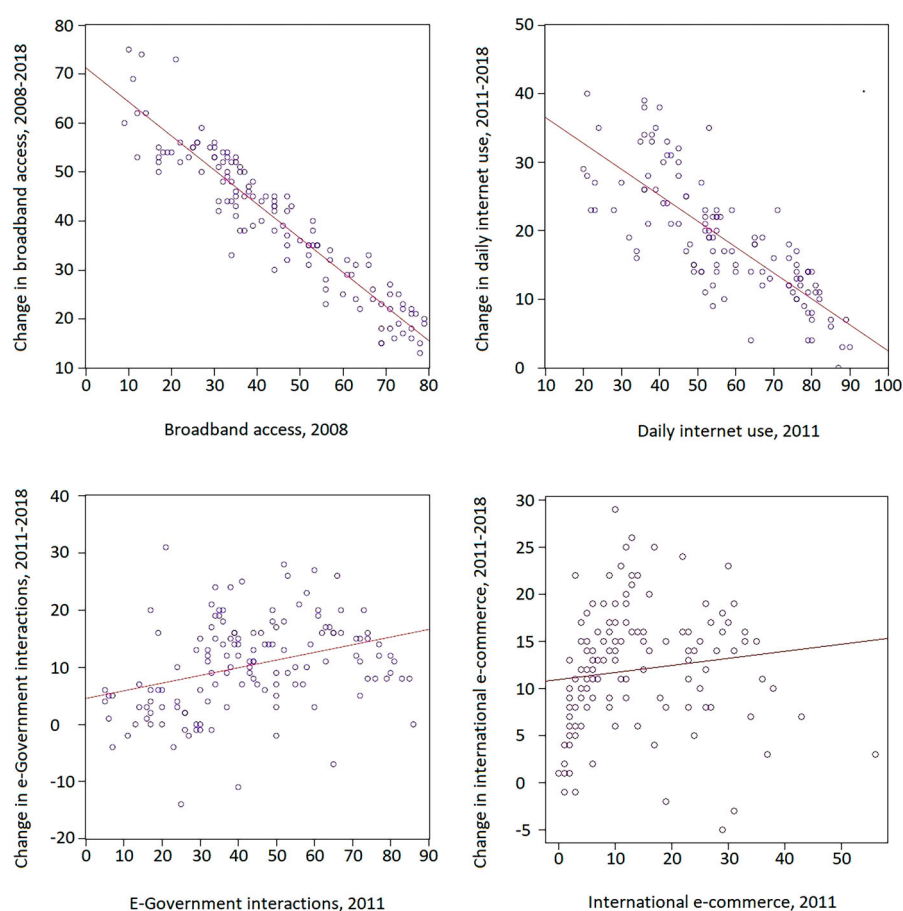 Change in broadband access, 2008-2018
80
70
60
50
40
30
20
10
0 10 20 30 40 50 60 70 80
Broadband access, 2008
Change in daily internet use, 2011-2018
50
40
30
20
10
0
10 20 30 40 50 60 70 80 90 100
Daily internet use, 2011
Change in e-Government interactions, 2011-2018
40
30
20
10
0
-10
-20
0 10 20 30 40 50 60 70 80 90
E-Government interactions, 2011
Change in international e-commerce, 2011-2018
30
25
20
15
10
5
0
-5
0 10 20 30 40 50
International e-commerce, 2011